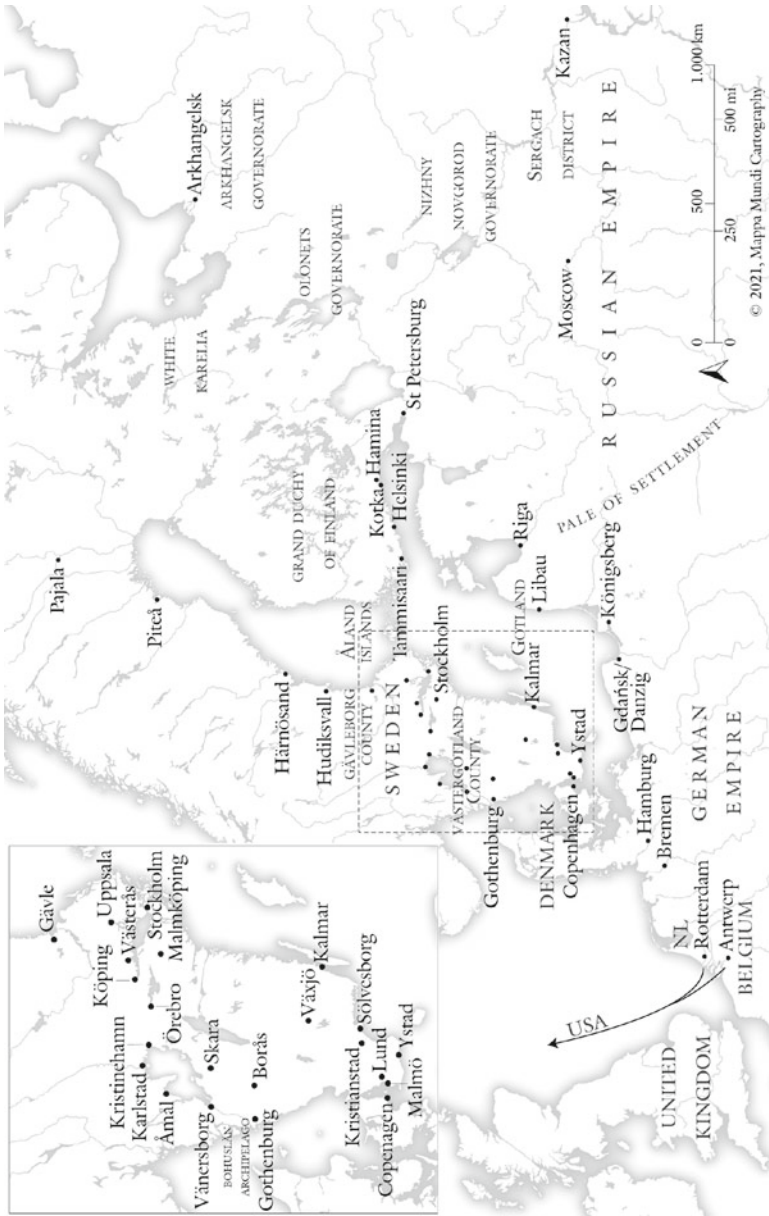 Gävle
Uppsala
Köping
Västerås
Stockholm
Malmköping
Kristinehamn
Örebro
Karlstad
Åmål
Skara
Vänersborg
BOHUSLÄN
ARCHIPELAGO
Borås
Gothenburg
Växjö
Kalmar
Kristianstad
Sölvesborg
Lund
Copenagen
Ystad
Malmö
Pajala
Piteå
Härnösand
Hudiksvall
GÄVLEBORG
COUNTY
ÅLAND
ISLANDS
SWEDEN
Stockholm
VÄSTERGOTLAND
COUNTY
Gothenburg
GOTLAND
Kalmar
DENMARK
Copenhagen
Ystad
Arkhangelsk
ARKHANGELSK
GOVERNORATE
WHITE
KARELIA
OLONETS
GOVERNORATE
GRAND DUCHY
OF FINLAND
Kotka
Hamina
Helsinki
Tammisaari
St Petersburg
NIZHNY
NOVGOROD
GOVERNORATE
SERGACH
DISTRICT
Kazan
Moscow
RUSSIAN EMPIRE
Riga
Libau
PALE OF SETTLEMENT
Königsberg
Gdańsk/
Danzig
Hamburg
Bremen
GERMAN
EMPIRE
NL
Rotterdam
Antwerp
BELGIUM
USA
UNITED
KINGDOM
0 500 1.000 km
0 250 500 mi
© 2021, Mappa Mundi Cartography